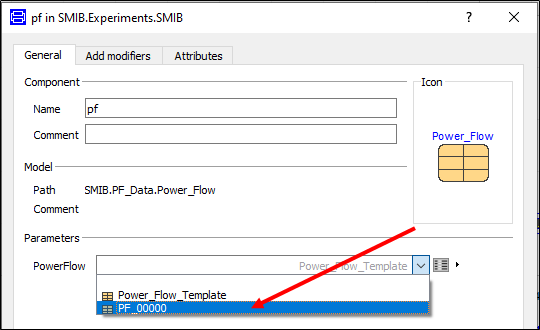 pf in SMIB.Experiments.SMIB
General Add modifiers Attributes
Component
Icon
Name pf
Comment
Power_Flow
Model
Path SMIB.PF_Data.Power_Flow
Comment
Parameters
PowerFlow Power_Flow_Template
Power_Flow_Template
PF_00000